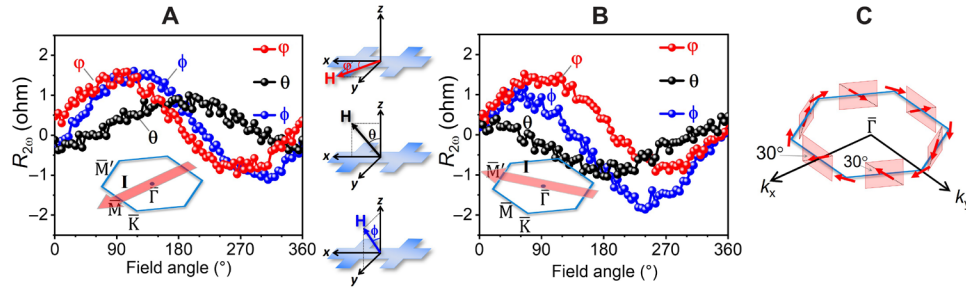 A
R2ω (ohm)
2
1
0
−1
−2
φ
ϕ
θ
φ
θ
ϕ
M̅′
I
Γ̅
M̅
K̅
0
90
180
270
360
Field angle (°)
z
x
y
H
φ
z
H
θ
x
y
z
H
ϕ
x
y
B
R2ω (ohm)
2
1
0
−1
−2
φ
ϕ
θ
φ
θ
ϕ
M̅′
I
Γ̅
M̅
K̅
0
90
180
270
360
Field angle (°)
C
Γ̅
30°
30°
kx
ky